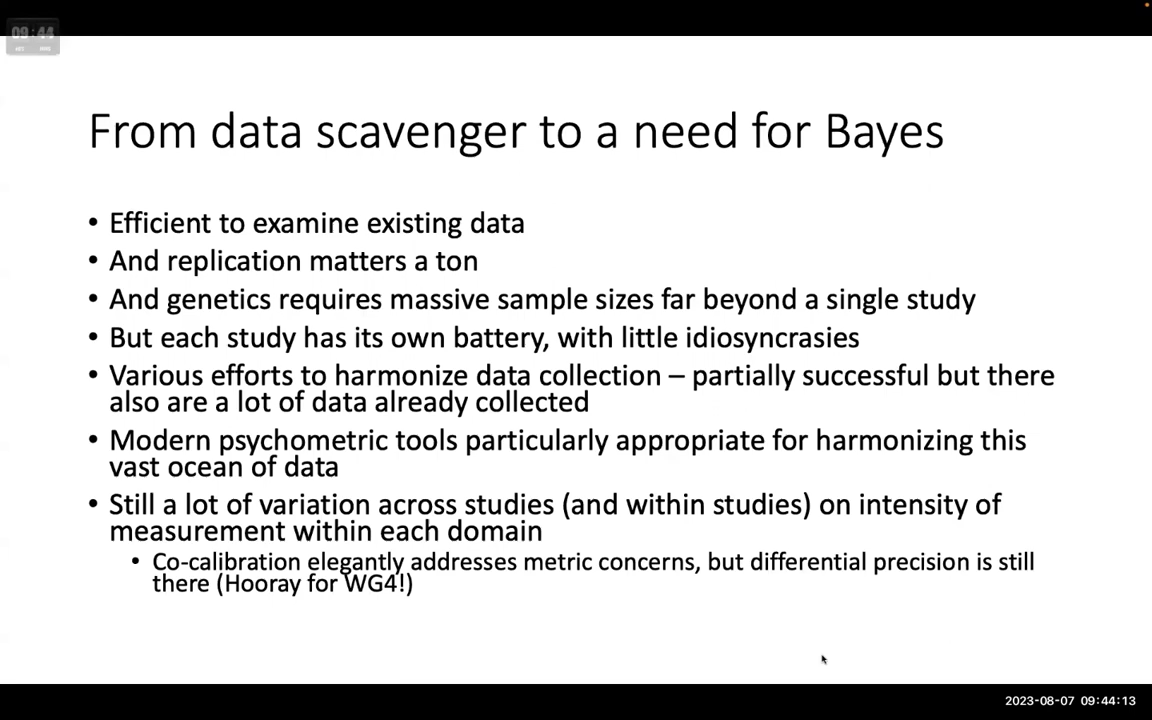 09:44
From data scavenger to a need for Bayes
• Efficient to examine existing data
• And replication matters a ton
• And genetics requires massive sample sizes far beyond a single study
• But each study has its own battery, with little idiosyncrasies
• Various efforts to harmonize data collection – partially successful but there
also are a lot of data already collected
• Modern psychometric tools particularly appropriate for harmonizing this
vast ocean of data
• Still a lot of variation across studies (and within studies) on intensity of
measurement within each domain
• Co-calibration elegantly addresses metric concerns, but differential precision is still
there (Hooray for WG4!)
2023-08-07 09:44:13